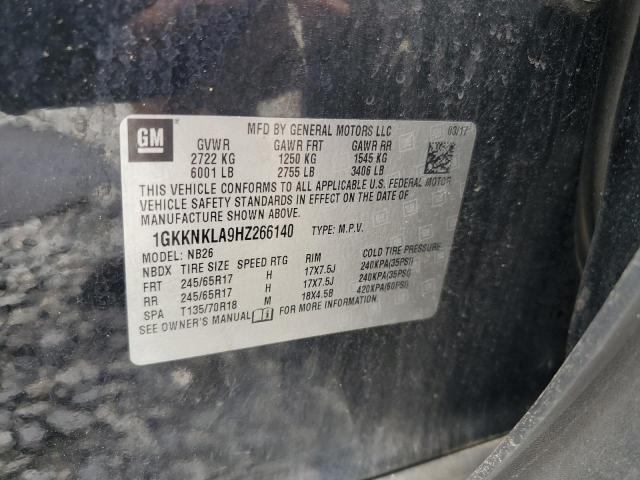 GM
MFD BY GENERAL MOTORS LLC 03/17
GVWR GAWR FRT GAWR RR
2722 KG 1250 KG 1545 KG
6001 LB 2755 LB 3406 LB
THIS VEHICLE CONFORMS TO ALL APPLICABLE U.S. FEDERAL MOTOR
VEHICLE SAFETY STANDARDS IN EFFECT ON THE DATE OF
MANUFACTURE SHOWN ABOVE.
1GKKNKLA9HZ266140 TYPE: M.P.V.
MODEL: NB26
NBDX TIRE SIZE SPEED RTG RIM COLD TIRE PRESSURE
FRT 245/65R17 H 17X7.5J 240KPA(35PSI)
RR 245/65R17 H 17X7.5J 240KPA(35PSI)
SPA T135/70R18 M 18X4.5B 420KPA(60PSI)
SEE OWNER'S MANUAL FOR MORE INFORMATION.